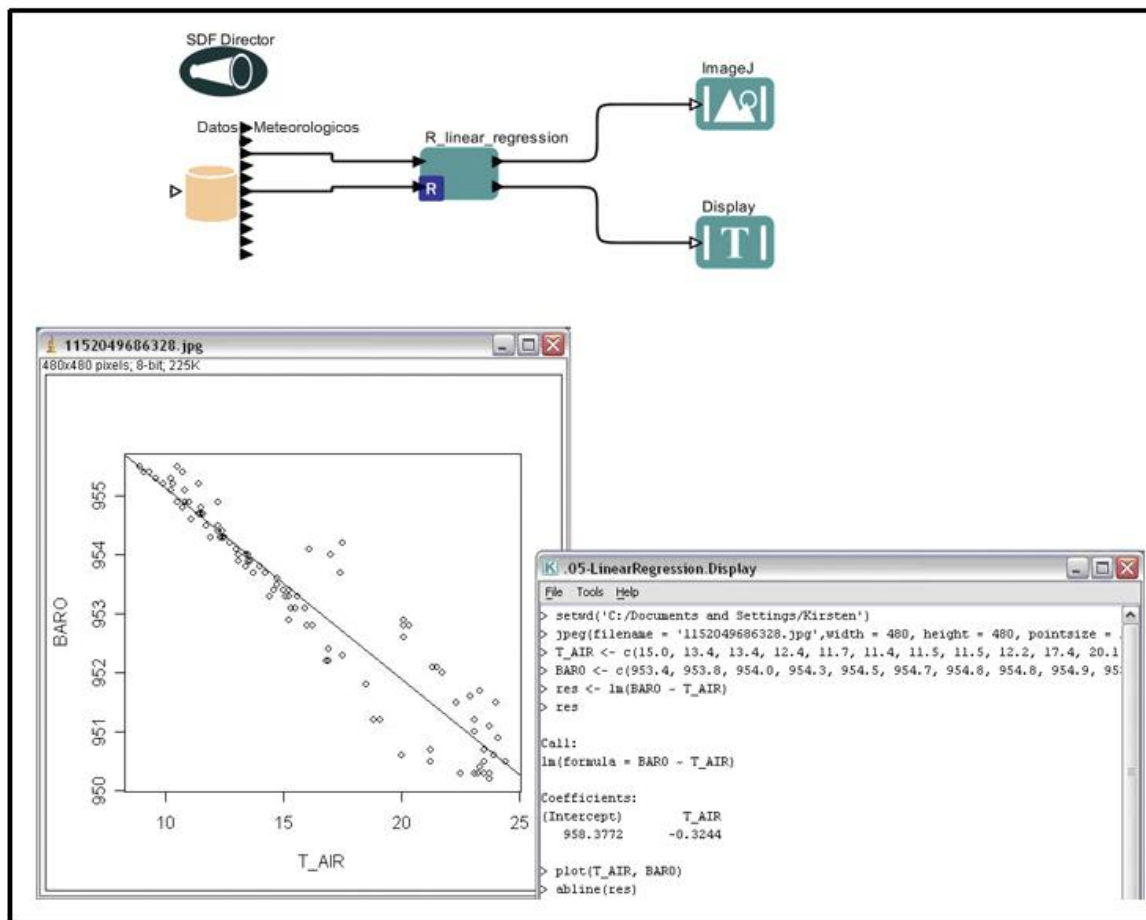 SDF Director
Datos Meteorologicos
R_linear_regression
R
ImageJ
Display
T
1152049686328.jpg
480x480 pixels; 8-bit; 225K
BARO
955
954
953
952
951
950
10
15
20
25
T_AIR
K .05-LinearRegression.Display
File Tools Help
> setwd('C:/Documents and Settings/Kirsten')
> jpeg(filename = '1152049686328.jpg',width = 480, height = 480, pointsize = .
> T_AIR <- c(15.0, 13.4, 13.4, 12.4, 11.7, 11.4, 11.5, 11.5, 12.2, 17.4, 20.1
> BARO <- c(953.4, 953.8, 954.0, 954.3, 954.5, 954.7, 954.8, 954.8, 954.9,
> res <- lm(BARO ~ T_AIR)
> res
Call:
lm(formula = BARO ~ T_AIR)
Coefficients:
(Intercept) T_AIR
958.3772 -0.3244
> plot(T_AIR, BARO)
> abline(res)